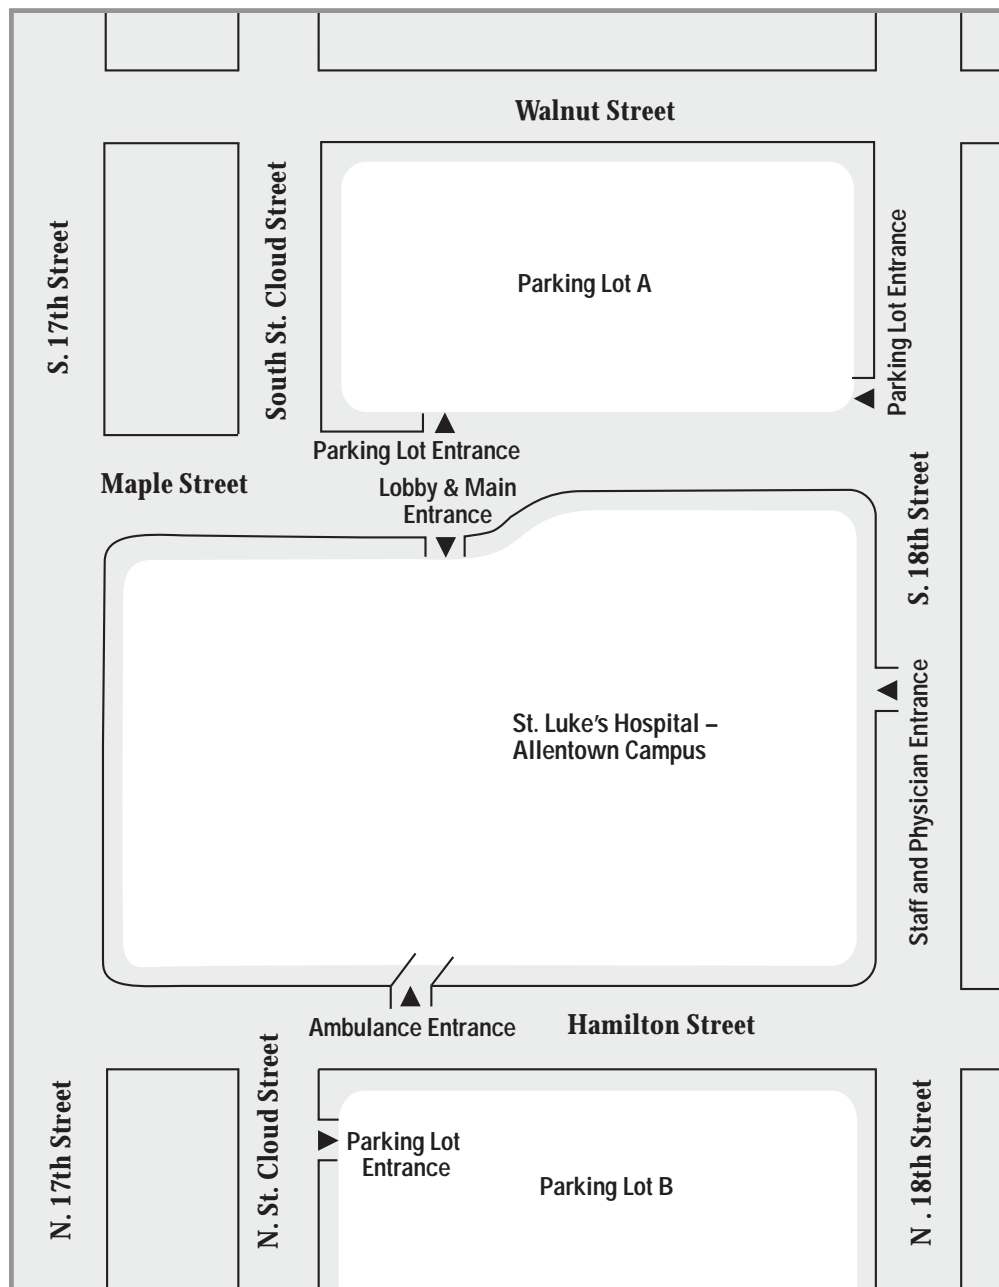 Walnut Street
S. 17th Street
South St. Cloud Street
Parking Lot A
Parking Lot Entrance
Parking Lot Entrance
Maple Street
Lobby & Main
Entrance
S. 18th Street
St. Luke’s Hospital –
Allentown Campus
Staff and Physician Entrance
Ambulance Entrance
Hamilton Street
N. 17th Street
N. St. Cloud Street
Parking Lot
Entrance
Parking Lot B
N . 18th Street